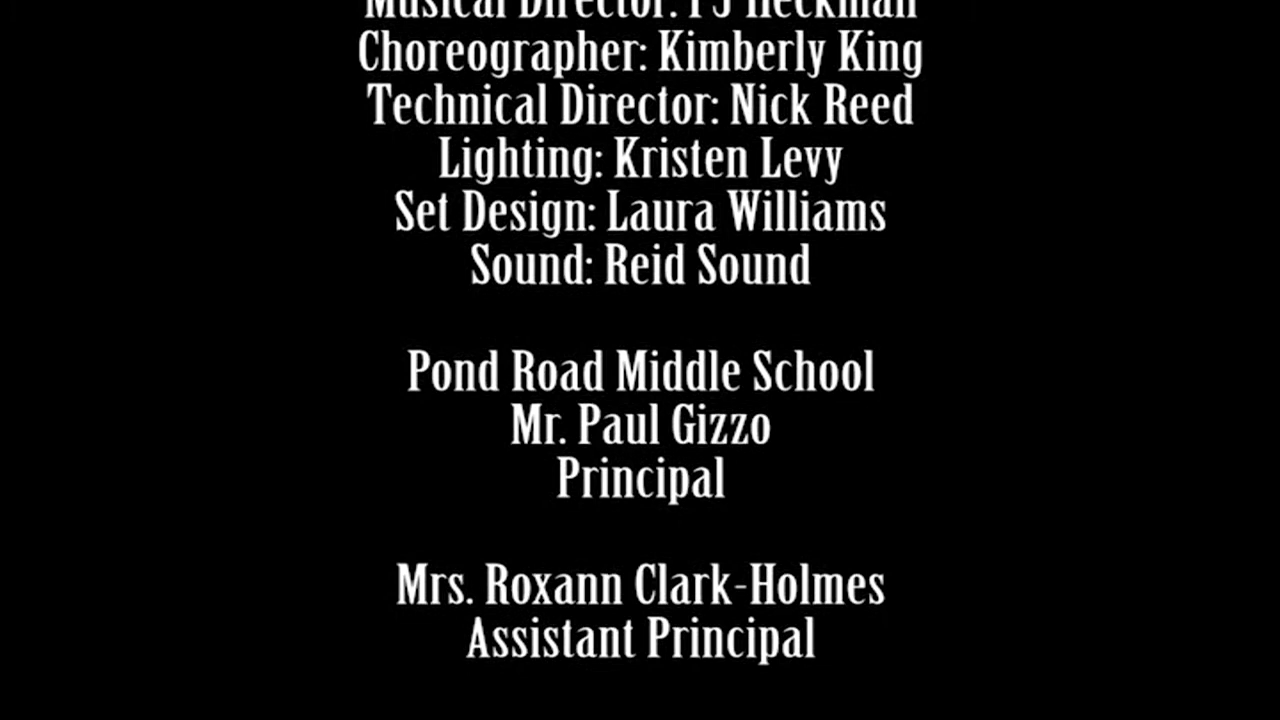 Musical Director: PJ Heckman
Choreographer: Kimberly King
Technical Director: Nick Reed
Lighting: Kristen Levy
Set Design: Laura Williams
Sound: Reid Sound
Pond Road Middle School
Mr. Paul Gizzo
Principal
Mrs. Roxann Clark-Holmes
Assistant Principal